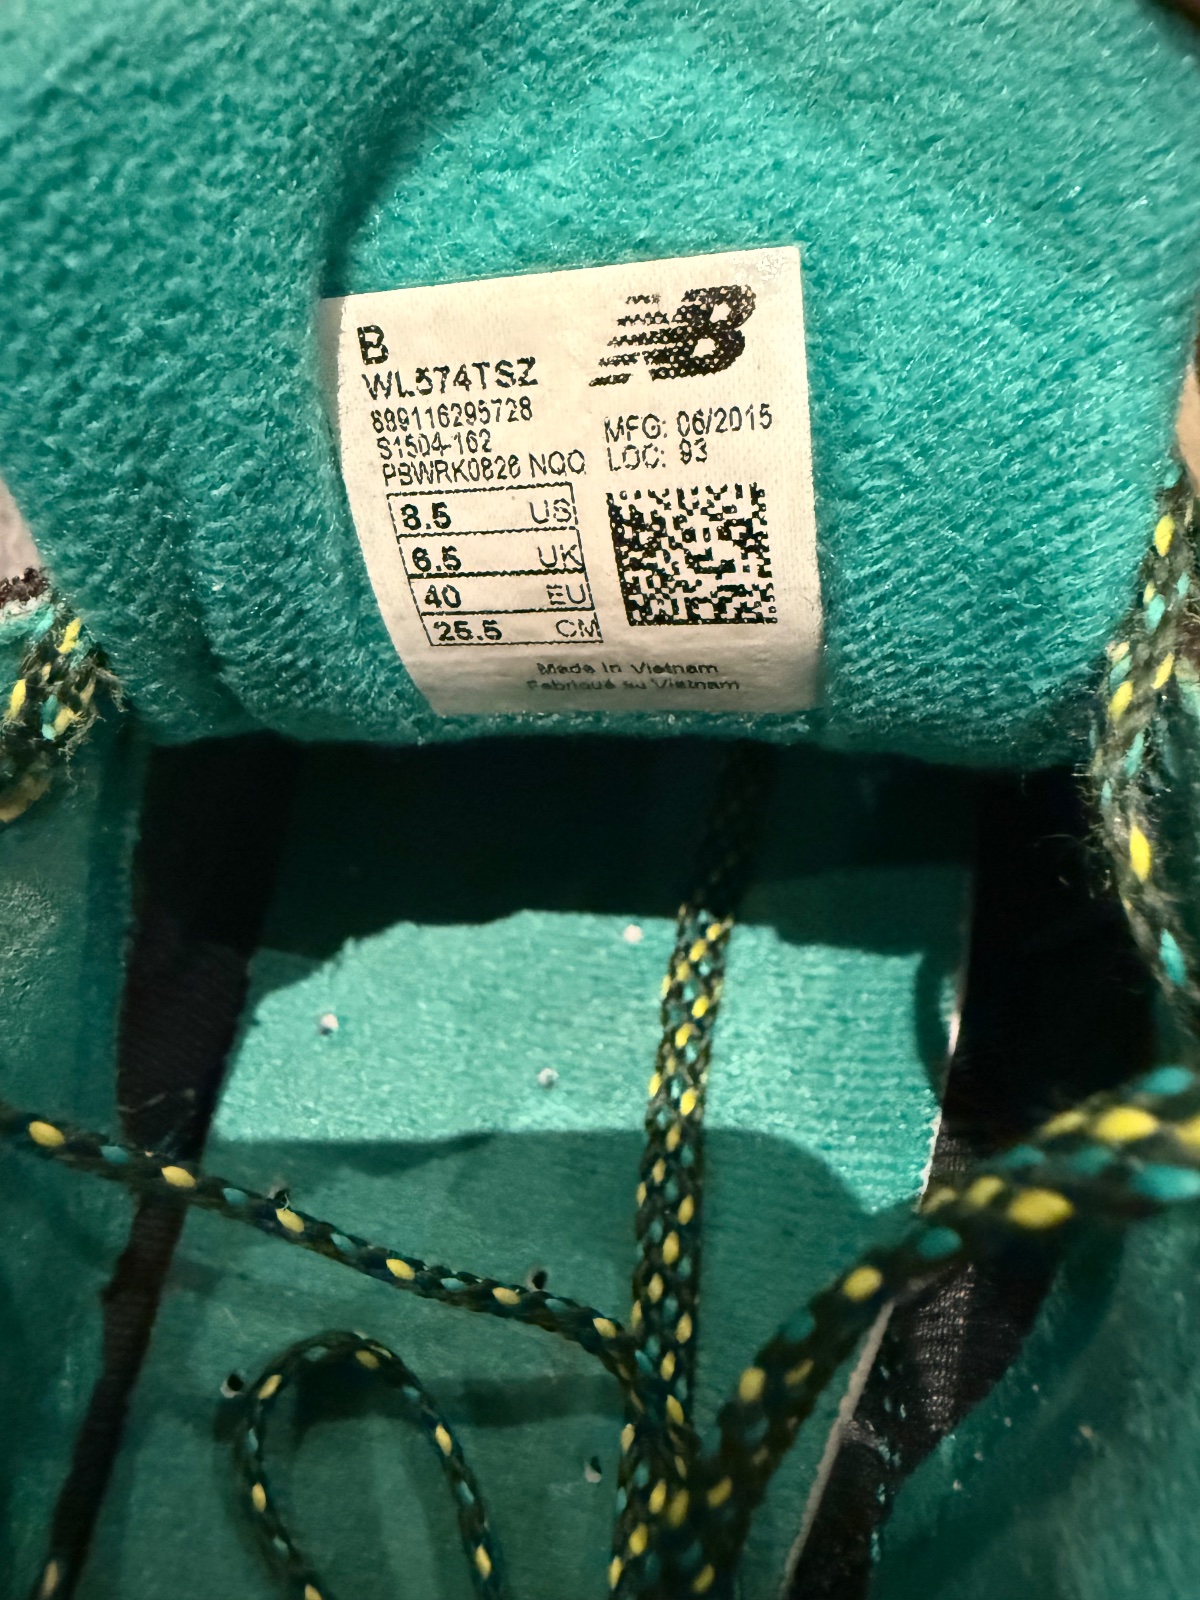 B
WL574TSZ
889116295728
S1504-162
PBWRK0828 NQO
8.5 US
6.5 UK
40 EU
25.5 CM
MFG: 06/2015
LOC: 93
Made in Vietnam
Fabriqué au Vietnam